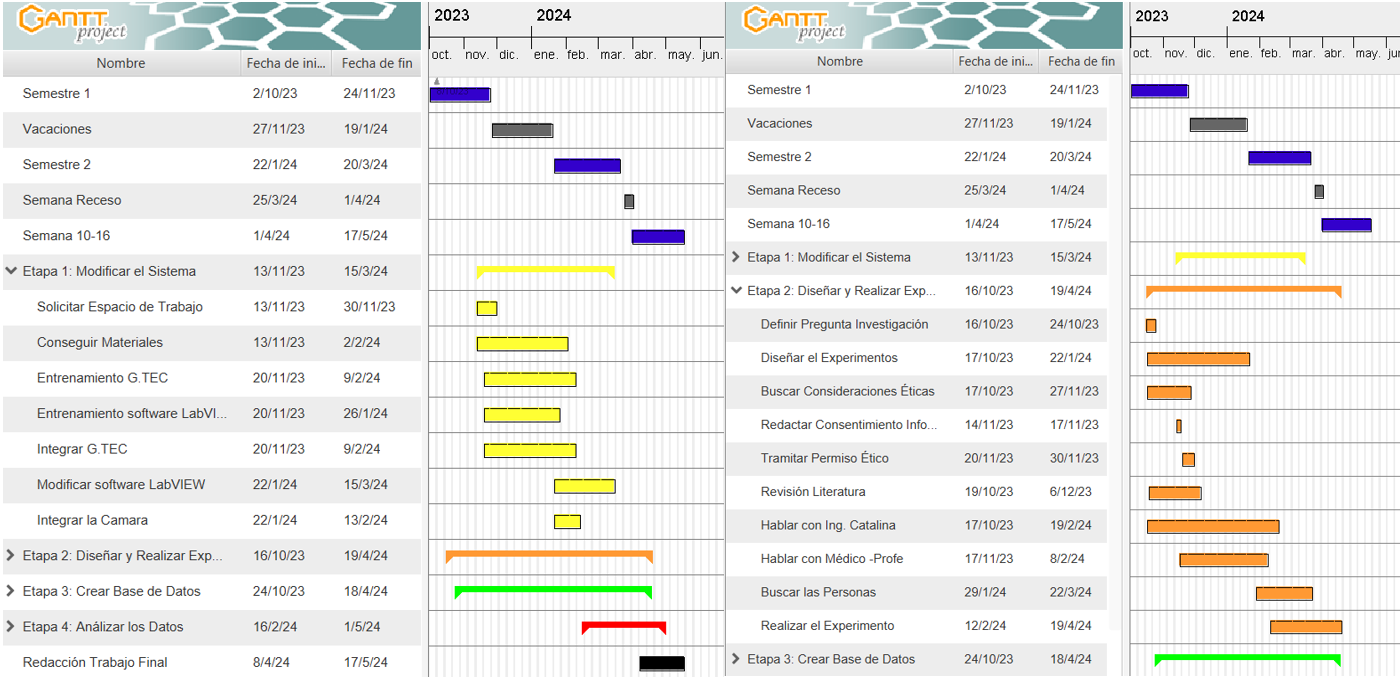 GANTT project
2023 2024
oct. nov. dic. ene. feb. mar. abr. may. jun.
Nombre Fecha de ini... Fecha de fin
Semestre 1 2/10/23 24/11/23
Vacaciones 27/11/23 19/1/24
Semestre 2 22/1/24 20/3/24
Semana Receso 25/3/24 1/4/24
Semana 10-16 1/4/24 17/5/24
Etapa 1: Modificar el Sistema 13/11/23 15/3/24
Solicitar Espacio de Trabajo 13/11/23 30/11/23
Conseguir Materiales 13/11/23 2/2/24
Entrenamiento G.TEC 20/11/23 9/2/24
Entrenamiento software LabVI... 20/11/23 26/1/24
Integrar G.TEC 20/11/23 9/2/24
Modificar software LabVIEW 22/1/24 15/3/24
Integrar la Camara 22/1/24 13/2/24
Etapa 2: Diseñar y Realizar Exp... 16/10/23 19/4/24
Etapa 3: Crear Base de Datos 24/10/23 18/4/24
Etapa 4: Análizar los Datos 16/2/24 1/5/24
Redacción Trabajo Final 8/4/24 17/5/24
GANTT project
2023 2024
oct. nov. dic. ene. feb. mar. abr. may. jun
Nombre Fecha de ini... Fecha de fin
Semestre 1 2/10/23 24/11/23
Vacaciones 27/11/23 19/1/24
Semestre 2 22/1/24 20/3/24
Semana Receso 25/3/24 1/4/24
Semana 10-16 1/4/24 17/5/24
Etapa 1: Modificar el Sistema 13/11/23 15/3/24
Etapa 2: Diseñar y Realizar Exp... 16/10/23 19/4/24
Definir Pregunta Investigación 16/10/23 24/10/23
Diseñar el Experimentos 17/10/23 22/1/24
Buscar Consideraciones Éticas 17/10/23 27/11/23
Redactar Consentimiento Info... 14/11/23 17/11/23
Tramitar Permiso Ético 20/11/23 30/11/23
Revisión Literatura 19/10/23 6/12/23
Hablar con Ing. Catalina 17/10/23 19/2/24
Hablar con Médico -Profe 17/11/23 8/2/24
Buscar las Personas 29/1/24 22/3/24
Realizar el Experimento 12/2/24 19/4/24
Etapa 3: Crear Base de Datos 24/10/23 18/4/24